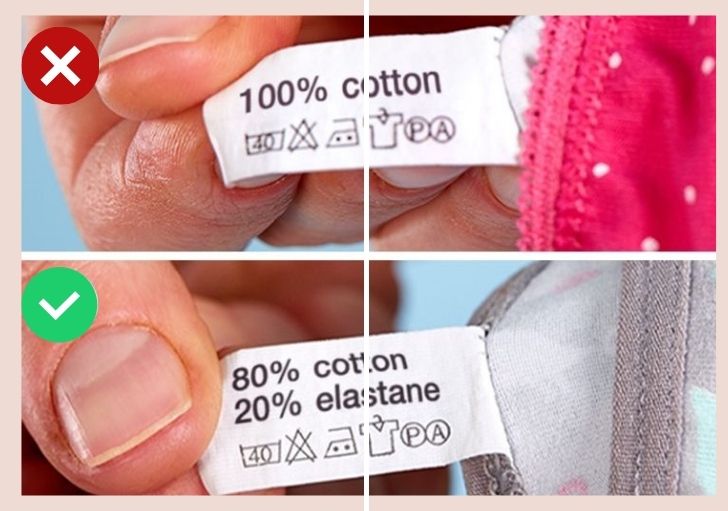 100% cotton
40 P A
80% cotton
20% elastane
40 P A